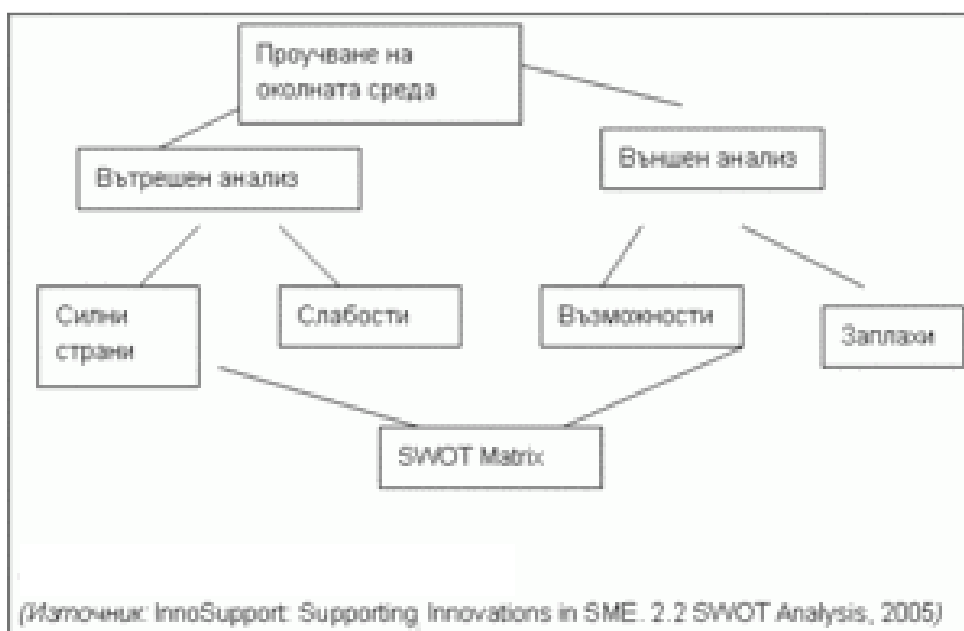 Проучване на
околната среда
Вътрешен анализ
Външен анализ
Силни
страни
Слабости
Възможности
Заплахи
SWOT Matrix
(Източник: InnoSupport: Supporting Innovations in SME. 2.2 SWOT Analysis, 2005)